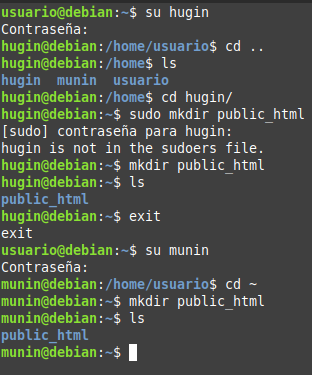 usuario@debian:~$ su hugin
Contraseña:
hugin@debian:/home/usuario$ cd ..
hugin@debian:/home$ ls
hugin  munin  usuario
hugin@debian:/home$ cd hugin/
hugin@debian:~$ sudo mkdir public_html
[sudo] contraseña para hugin:
hugin is not in the sudoers file.
hugin@debian:~$ mkdir public_html
hugin@debian:~$ ls
public_html
hugin@debian:~$ exit
exit
usuario@debian:~$ su munin
Contraseña:
munin@debian:/home/usuario$ cd ~
munin@debian:~$ mkdir public_html
munin@debian:~$ ls
public_html
munin@debian:~$